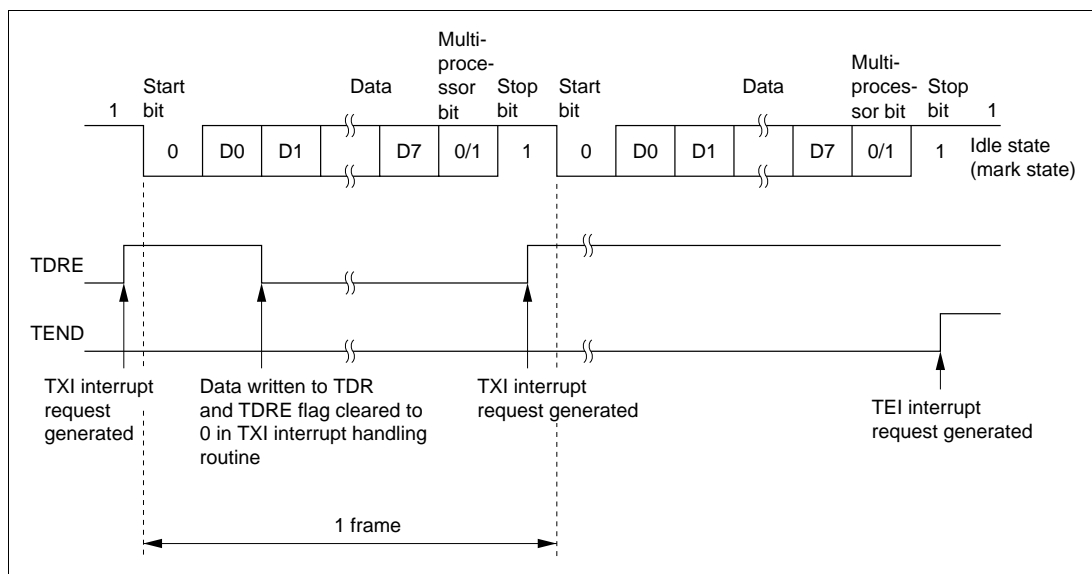 Multi-
proce-
ssor
bit
Start
bit
Data
Stop
bit
Start
bit
Data
Multi-
proces-
sor bit
Stop
bit
1
1
0
D0
D1
D7
0/1
1
0
D0
D1
D7
0/1
1
Idle state
(mark state)
TDRE
TEND
TXI interrupt
request
generated
Data written to TDR
and TDRE flag cleared to
0 in TXI interrupt handling
routine
TXI interrupt
request generated
TEI interrupt
request generated
1 frame